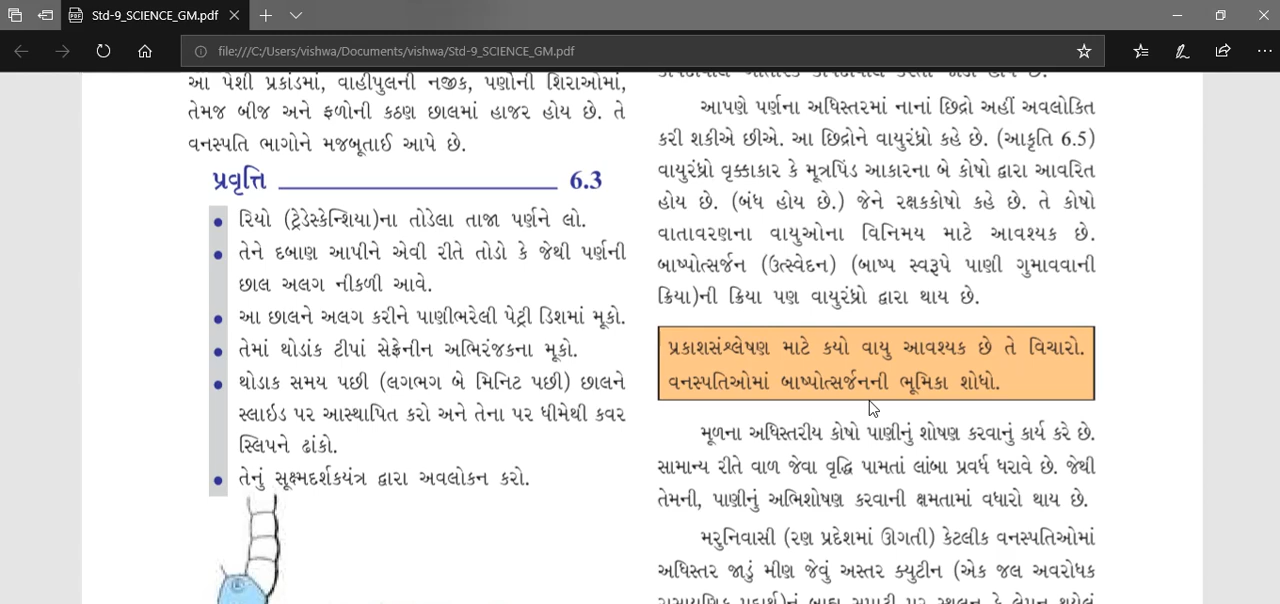 Std-9_SCIENCE_GM.pdf
file:///C:/Users/vishwa/Documents/vishwa/Std-9_SCIENCE_GM.pdf
આ પેશી પ્રકાંડમાં, વાહીપુલની નજીક, પર્ણોની શિરાઓમાં,
તેમજ બીજ અને ફળોની કઠણ છાલમાં હાજર હોય છે. તે
વનસ્પતિ ભાગોને મજબૂતાઈ આપે છે.
પ્રવૃત્તિ ____________________ 6.3
• રિયો (ટ્રેડેસ્કેન્શિયા)ના તોડેલા તાજા પર્ણને લો.
• તેને દબાણ આપીને એવી રીતે તોડો કે જેથી પર્ણની
છાલ અલગ નીકળી આવે.
• આ છાલને અલગ કરીને પાણીભરેલી પેટ્રી ડિશમાં મૂકો.
• તેમાં થોડાંક ટીપાં સેફ્રેનીન અભિરંજકના મૂકો.
• થોડાક સમય પછી (લગભગ બે મિનિટ પછી) છાલને
સ્લાઇડ પર આસ્થાપિત કરો અને તેના પર ધીમેથી કવર
સ્લિપને ઢાંકો.
• તેનું સૂક્ષ્મદર્શકયંત્ર દ્વારા અવલોકન કરો.
આપણે પર્ણના અધિસ્તરમાં નાનાં છિદ્રો અહીં અવલોકિત
કરી શકીએ છીએ. આ છિદ્રોને વાયુરંધ્રો કહે છે. (આકૃતિ 6.5)
વાયુરંધ્રો વૃક્કાકાર કે મૂત્રપિંડ આકારના બે કોષો દ્વારા આવરિત
હોય છે. (બંધ હોય છે.) જેને રક્ષકકોષો કહે છે. તે કોષો
વાતાવરણના વાયુઓના વિનિમય માટે આવશ્યક છે.
બાષ્પોત્સર્જન (ઉત્સ્વેદન) (બાષ્પ સ્વરૂપે પાણી ગુમાવવાની
ક્રિયા)ની ક્રિયા પણ વાયુરંધ્રો દ્વારા થાય છે.
પ્રકાશસંશ્લેષણ માટે કયો વાયુ આવશ્યક છે તે વિચારો.
વનસ્પતિઓમાં બાષ્પોત્સર્જનની ભૂમિકા શોધો.
મૂળના અધિસ્તરીય કોષો પાણીનું શોષણ કરવાનું કાર્ય કરે છે.
સામાન્ય રીતે વાળ જેવા વૃદ્ધિ પામતાં લાંબા પ્રવર્ધ ધરાવે છે. જેથી
તેમની, પાણીનું અભિશોષણ કરવાની ક્ષમતામાં વધારો થાય છે.
મરુનિવાસી (રણ પ્રદેશમાં ઊગતી) કેટલીક વનસ્પતિઓમાં
અધિસ્તર જાડું મીણ જેવું અસ્તર ક્યુટીન (એક જલ અવરોધક